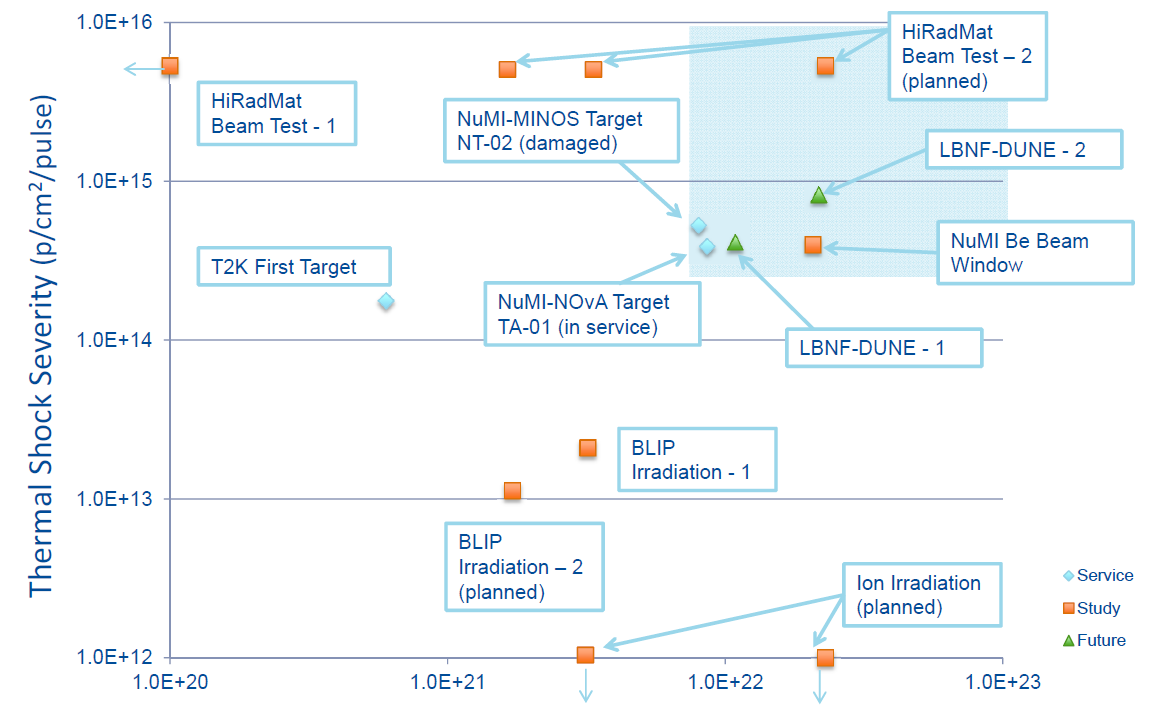 1.0E+16
HiRadMat
Beam Test – 2
(planned)
HiRadMat
Beam Test - 1
NuMI-MINOS Target
NT-02 (damaged)
LBNF-DUNE - 2
1.0E+15
NuMI Be Beam
Window
T2K First Target
NuMI-NOvA Target
TA-01 (in service)
LBNF-DUNE - 1
1.0E+14
BLIP
Irradiation - 1
1.0E+13
BLIP
Irradiation – 2
(planned)
Ion Irradiation
(planned)
1.0E+12
Thermal Shock Severity (p/cm²/pulse)
1.0E+20
1.0E+21
1.0E+22
1.0E+23
Service
Study
Future